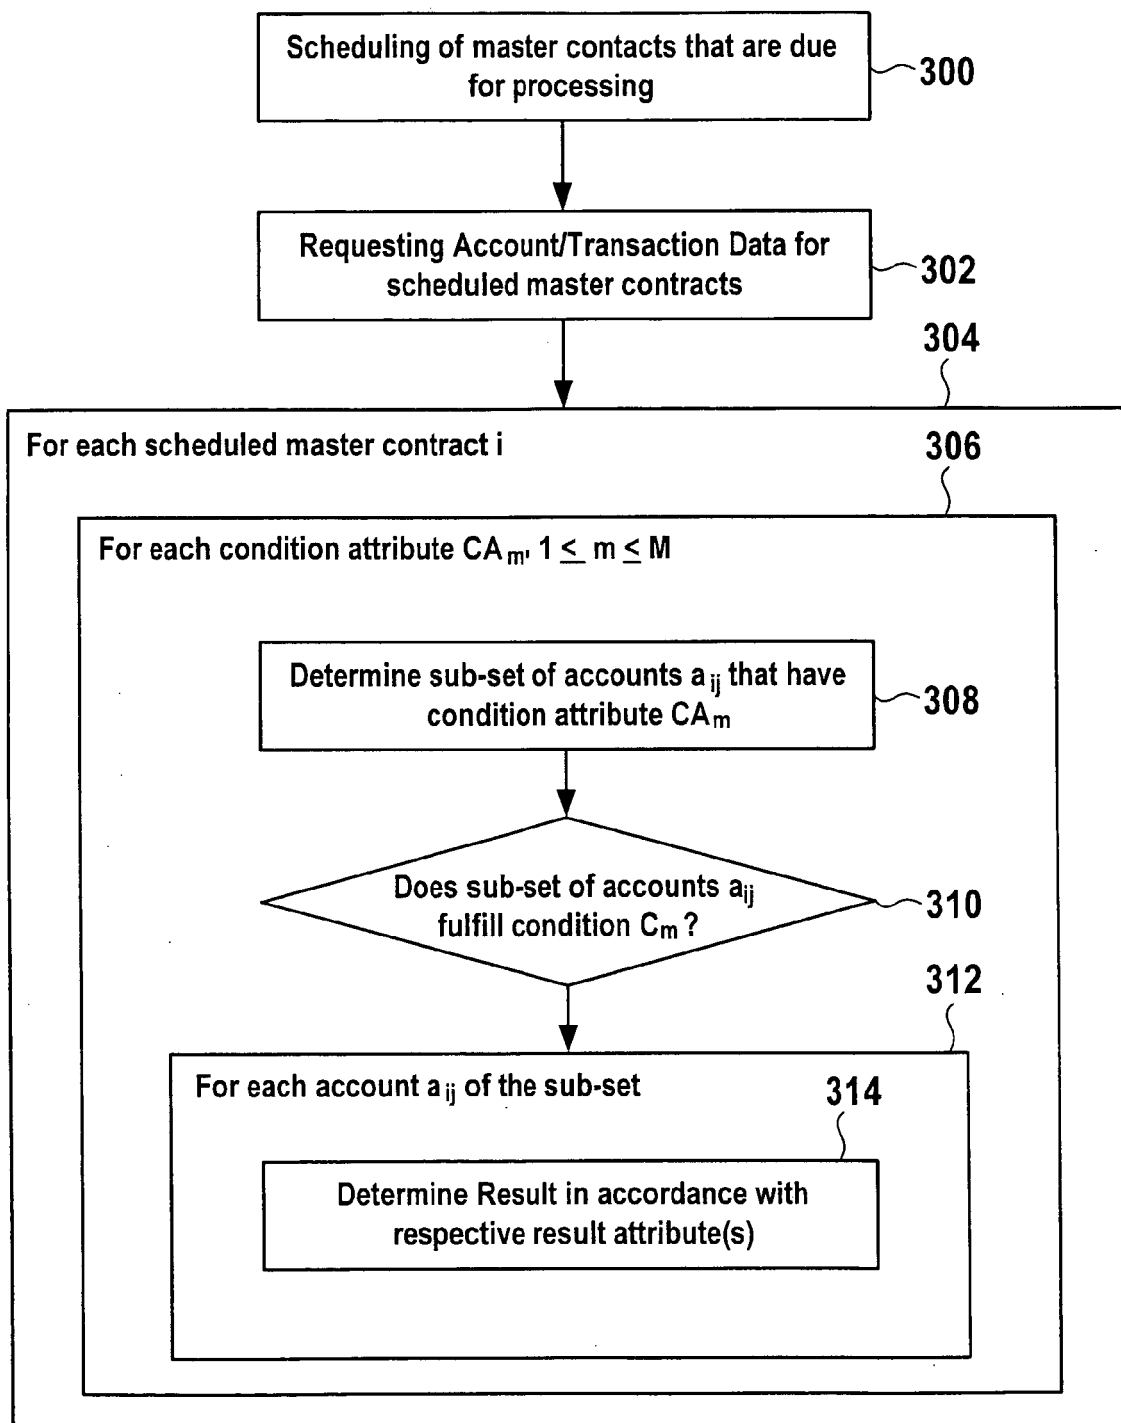 Scheduling of master contacts that are due
for processing
300
Requesting Account/Transaction Data for
scheduled master contracts
302
304
For each scheduled master contract i
306
For each condition attribute CAm, 1 ≤ m ≤ M
Determine sub-set of accounts aij that have
condition attribute CAm
308
Does sub-set of accounts aij
fulfill condition Cm?
310
312
For each account aij of the sub-set
314
Determine Result in accordance with
respective result attribute(s)